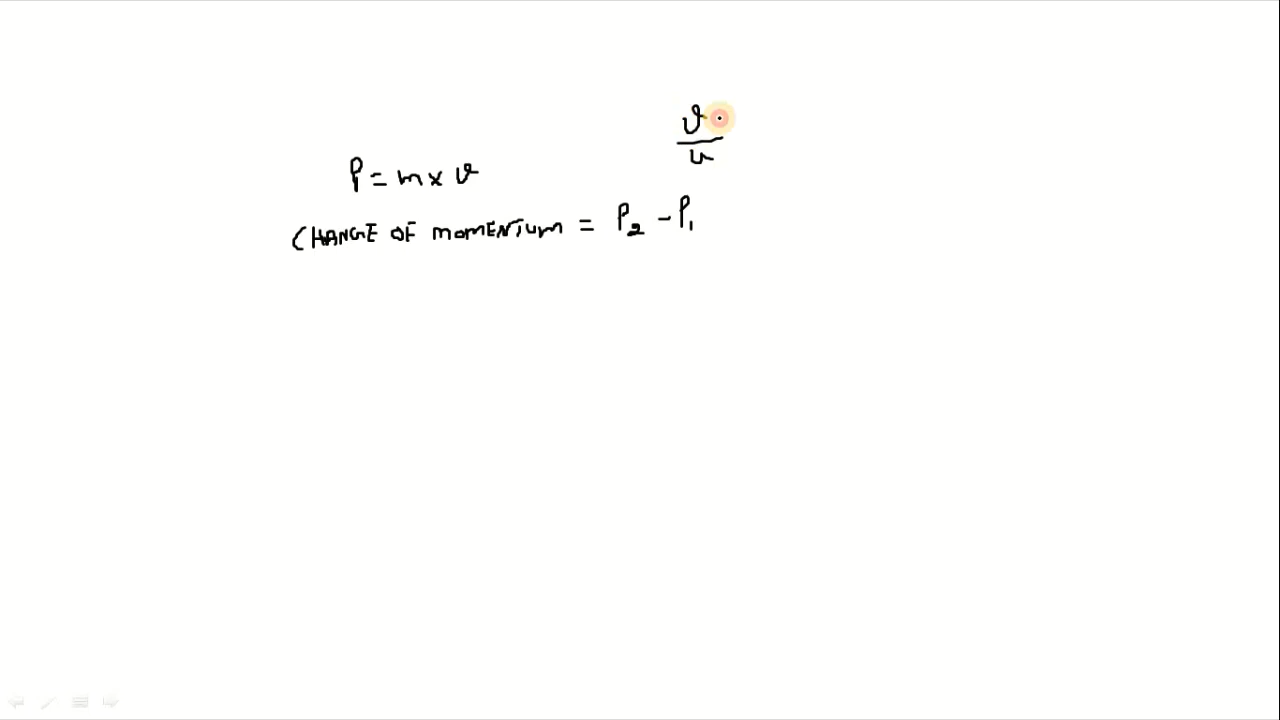 v
u
P = m × v
CHANGE OF MOMENTUM = P₂ - P₁